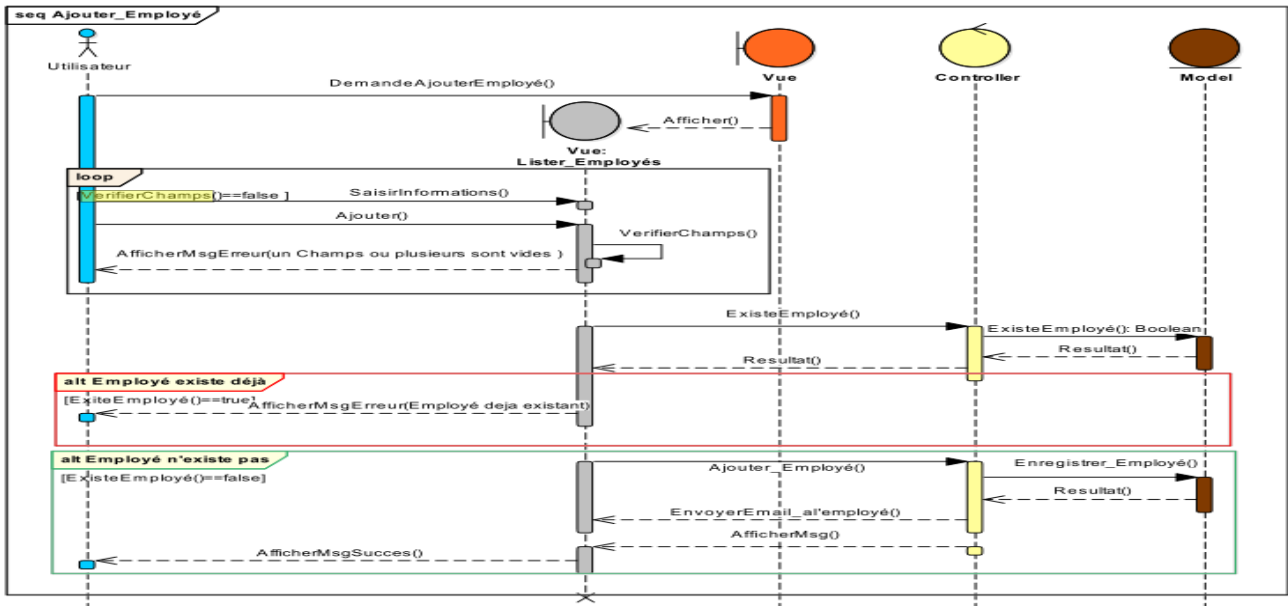 seq Ajouter_Employé
Utilisateur
Vue
Controller
Model
DemandeAjouterEmployé()
Afficher()
Vue:
Lister_Employés
loop
[VerifierChamps()==false ]
SaisirInformations()
Ajouter()
VerifierChamps()
AfficherMsgErreur(un Champs ou plusieurs sont vides )
ExisteEmployé()
ExisteEmployé(): Boolean
Resultat()
Resultat()
alt Employé existe déjà
[ExiteEmployé()==true]
AfficherMsgErreur(Employé deja existant)
alt Employé n'existe pas
[ExisteEmployé()==false]
Ajouter_Employé()
Enregistrer_Employé()
Resultat()
EnvoyerEmail_al'employé()
AfficherMsg()
AfficherMsgSucces()